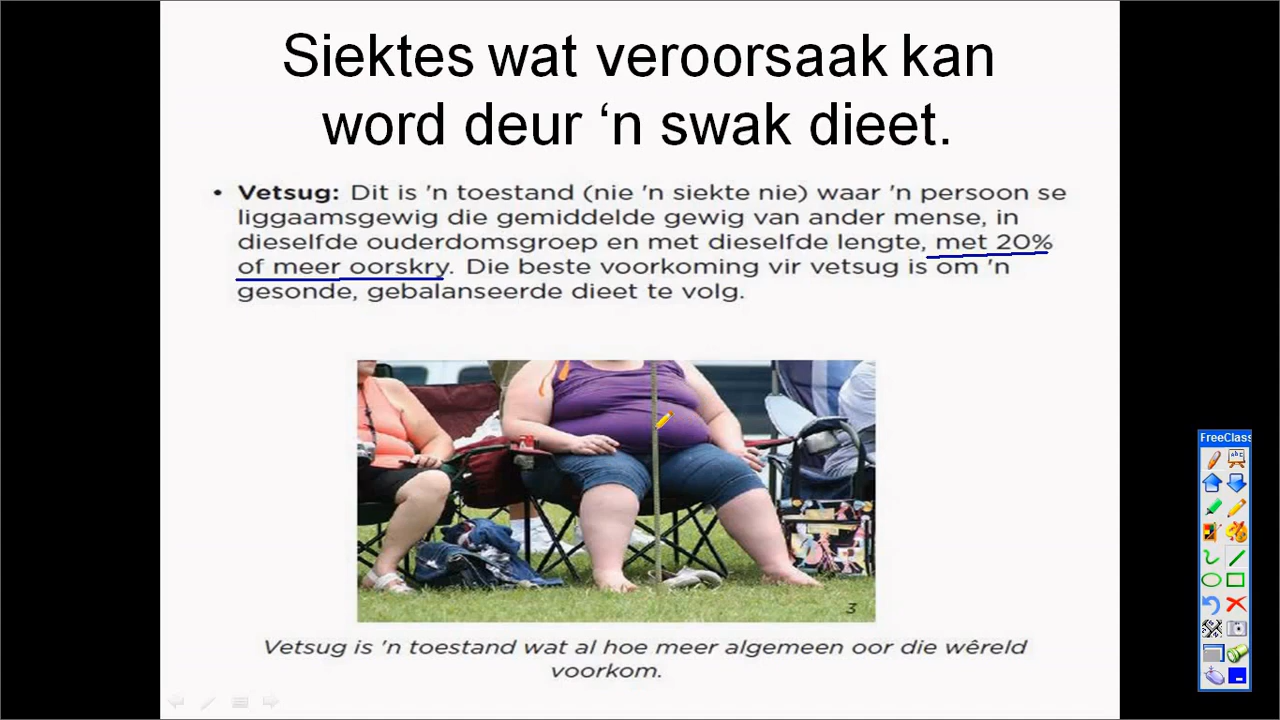 Siektes wat veroorsaak kan
word deur ‘n swak dieet.
• Vetsug: Dit is 'n toestand (nie 'n siekte nie) waar 'n persoon se
liggaamsgewig die gemiddelde gewig van ander mense, in
dieselfde ouderdomsgroep en met dieselfde lengte, met 20%
of meer oorskry. Die beste voorkoming vir vetsug is om 'n
gesonde, gebalanseerde dieet te volg.
3
Vetsug is 'n toestand wat al hoe meer algemeen oor die wêreld
voorkom.
FreeClass